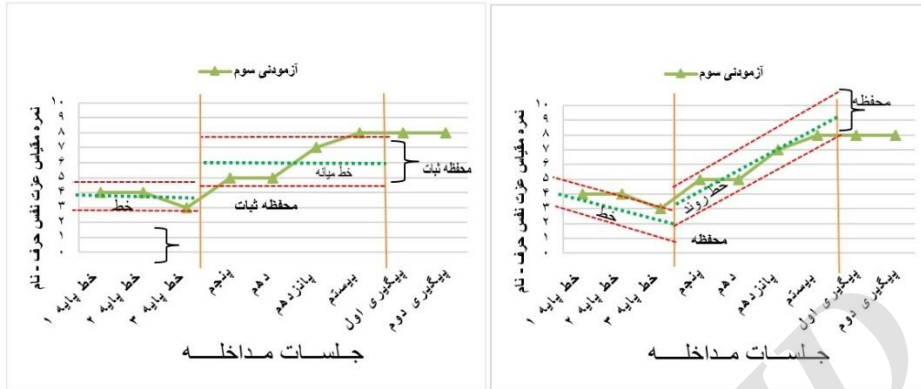 آزمودنی سوم
نمره مقیاس عزت نفس حرف - نام
۱۰
۹
۸
۷
۶
۵
۴
۳
۲
۱
۰
خط
خط میانه
محفظه ثبات
محفظه ثبات
خط پایه ۱
خط پایه ۲
خط پایه ۳
پنجم
دهم
پانزدهم
بیستم
پیگیری اول
پیگیری دوم
جلسات مداخله
آزمودنی سوم
نمره مقیاس عزت نفس حرف - نام
۱۰
۹
۸
۷
۶
۵
۴
۳
۲
۱
۰
محفظه
خط روند
خط
محفظه
خط پایه ۱
خط پایه ۲
خط پایه ۳
پنجم
دهم
پانزدهم
بیستم
پیگیری اول
پیگیری دوم
جلسات مداخله